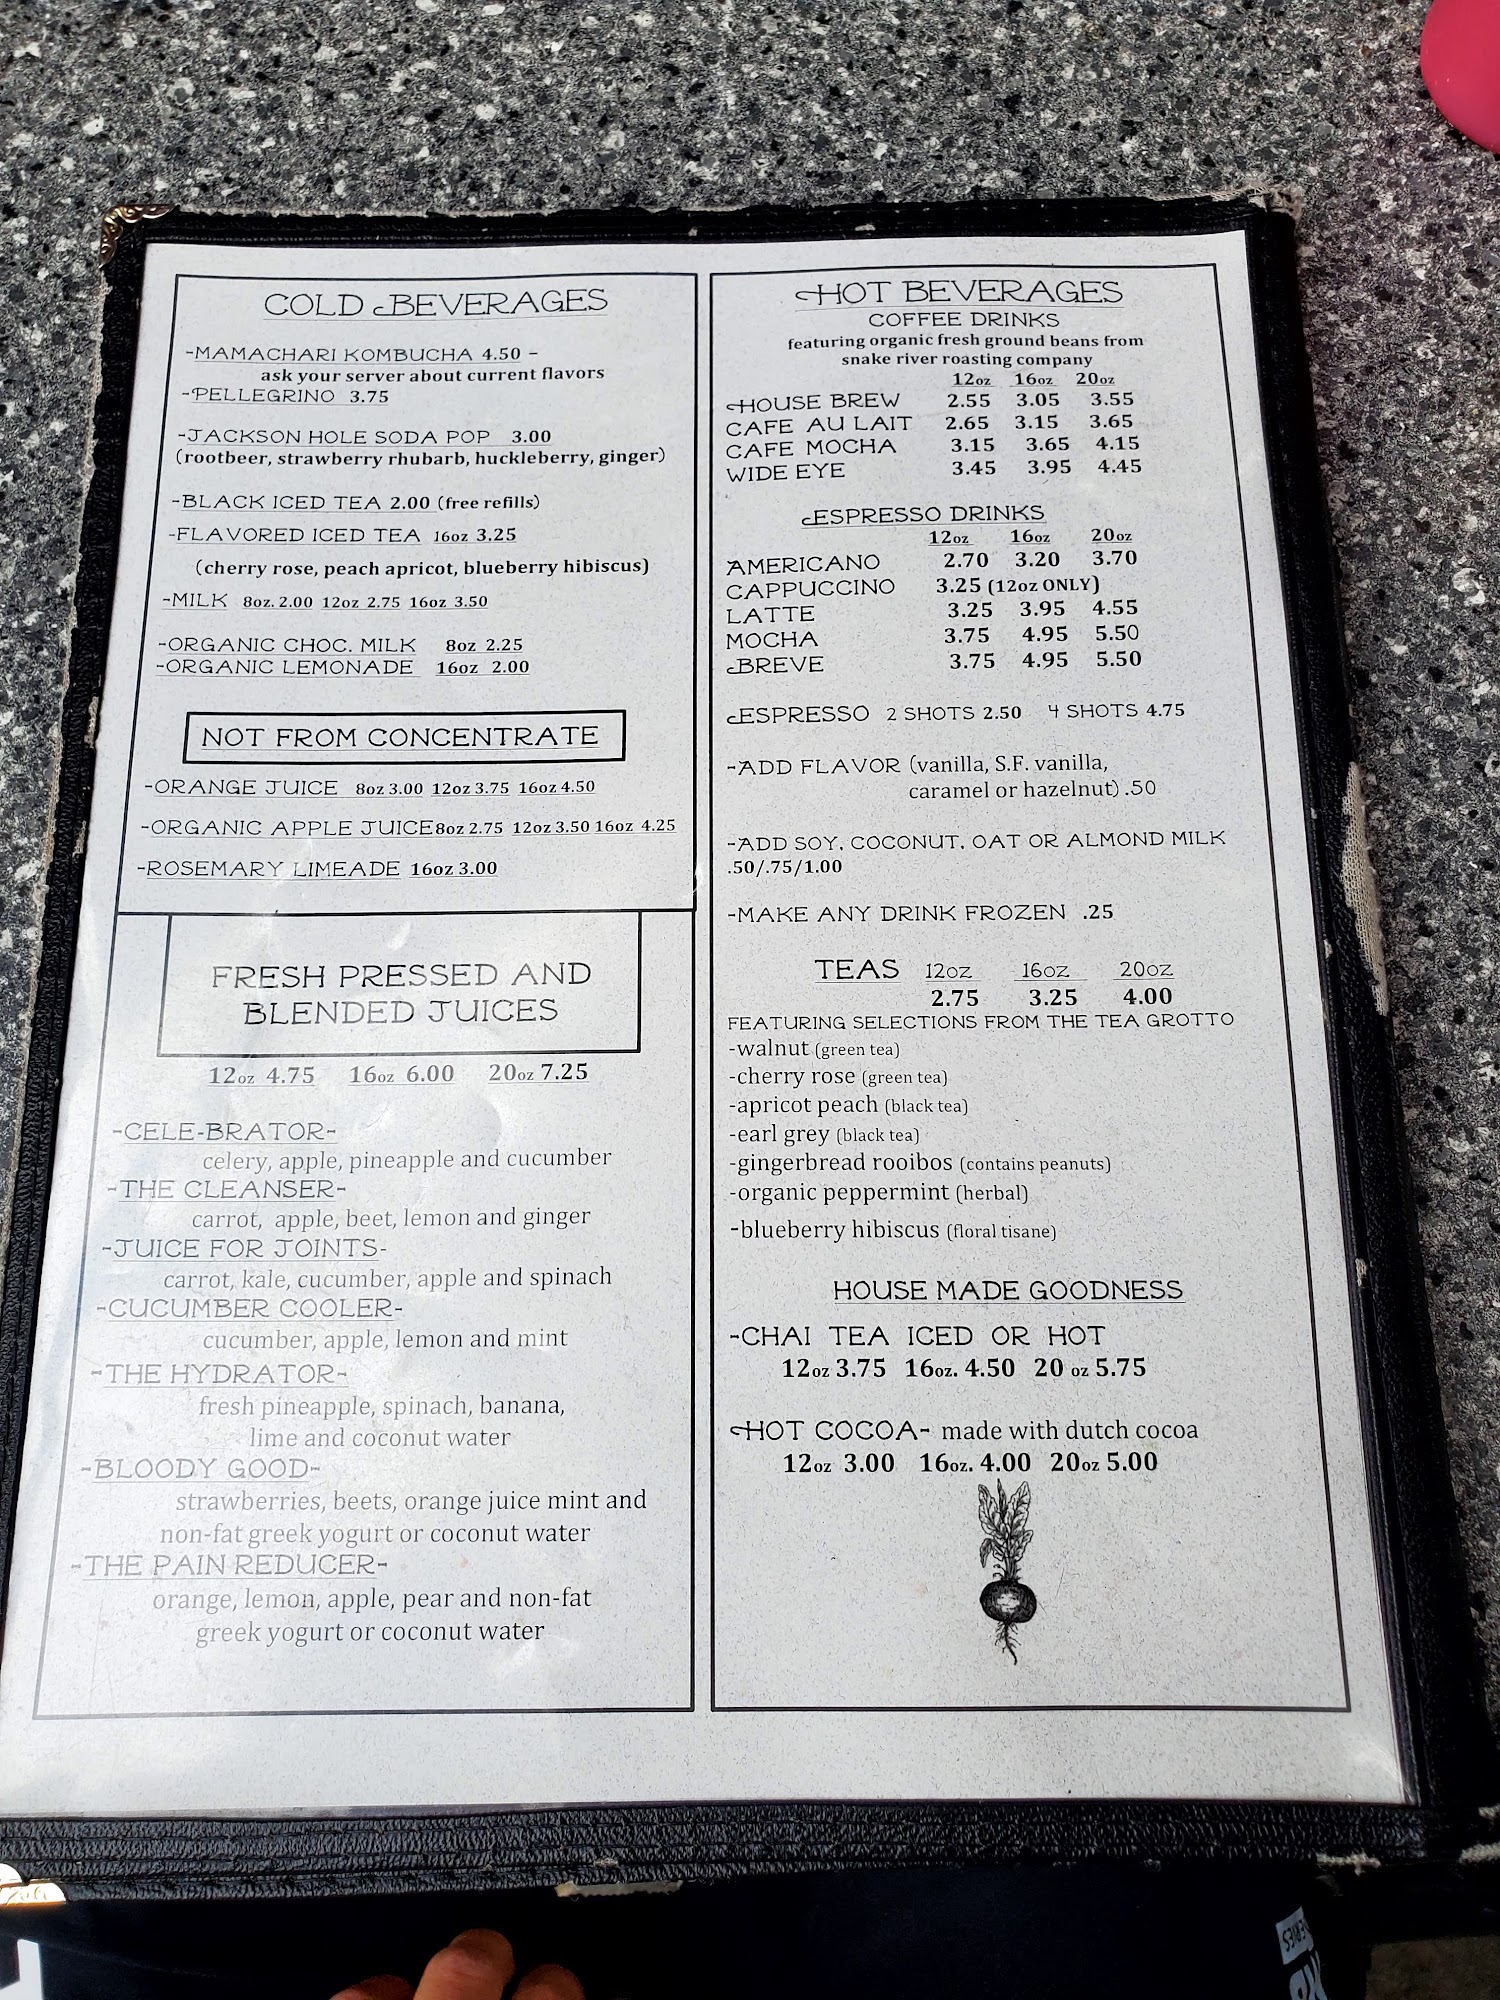 COLD BEVERAGES
-MAMACHARI KOMBUCHA 4.50 -
ask your server about current flavors
-PELLEGRINO 3.75
-JACKSON HOLE SODA POP 3.00
(rootbeer, strawberry rhubarb, huckleberry, ginger)
-BLACK ICED TEA 2.00 (free refills)
-FLAVORED ICED TEA 16oz 3.25
(cherry rose, peach apricot, blueberry hibiscus)
-MILK 8oz. 2.00 12oz 2.75 16oz 3.50
-ORGANIC CHOC. MILK 8oz 2.25
-ORGANIC LEMONADE 16oz 2.00
NOT FROM CONCENTRATE
-ORANGE JUICE 8oz 3.00 12oz 3.75 16oz 4.50
-ORGANIC APPLE JUICE 8oz 2.75 12oz 3.50 16oz 4.25
-ROSEMARY LIMEADE 16oz 3.00
FRESH PRESSED AND
BLENDED JUICES
12oz 4.75 16oz 6.00 20oz 7.25
-CELE-BRATOR-
celery, apple, pineapple and cucumber
-THE CLEANSER-
carrot, apple, beet, lemon and ginger
-JUICE FOR JOINTS-
carrot, kale, cucumber, apple and spinach
-CUCUMBER COOLER-
cucumber, apple, lemon and mint
-THE HYDRATOR-
fresh pineapple, spinach, banana,
lime and coconut water
-BLOODY GOOD-
strawberries, beets, orange juice mint and
non-fat greek yogurt or coconut water
-THE PAIN REDUCER-
orange, lemon, apple, pear and non-fat
greek yogurt or coconut water
HOT BEVERAGES
COFFEE DRINKS
featuring organic fresh ground beans from
snake river roasting company
12oz 16oz 20oz
HOUSE BREW 2.55 3.05 3.55
CAFE AU LAIT 2.65 3.15 3.65
CAFE MOCHA 3.15 3.65 4.15
WIDE EYE 3.45 3.95 4.45
ESPRESSO DRINKS
12oz 16oz 20oz
AMERICANO 2.70 3.20 3.70
CAPPUCCINO 3.25 (12oz ONLY)
LATTE 3.25 3.95 4.55
MOCHA 3.75 4.95 5.50
BREVE 3.75 4.95 5.50
ESPRESSO 2 SHOTS 2.50 4 SHOTS 4.75
-ADD FLAVOR (vanilla, S.F. vanilla,
caramel or hazelnut) .50
-ADD SOY, COCONUT, OAT OR ALMOND MILK
.50/.75/1.00
-MAKE ANY DRINK FROZEN .25
TEAS 12oz 16oz 20oz
2.75 3.25 4.00
FEATURING SELECTIONS FROM THE TEA GROTTO
-walnut (green tea)
-cherry rose (green tea)
-apricot peach (black tea)
-earl grey (black tea)
-gingerbread rooibos (contains peanuts)
-organic peppermint (herbal)
-blueberry hibiscus (floral tisane)
HOUSE MADE GOODNESS
-CHAI TEA ICED OR HOT
12oz 3.75 16oz. 4.50 20 oz 5.75
HOT COCOA- made with dutch cocoa
12oz 3.00 16oz. 4.00 20oz 5.00